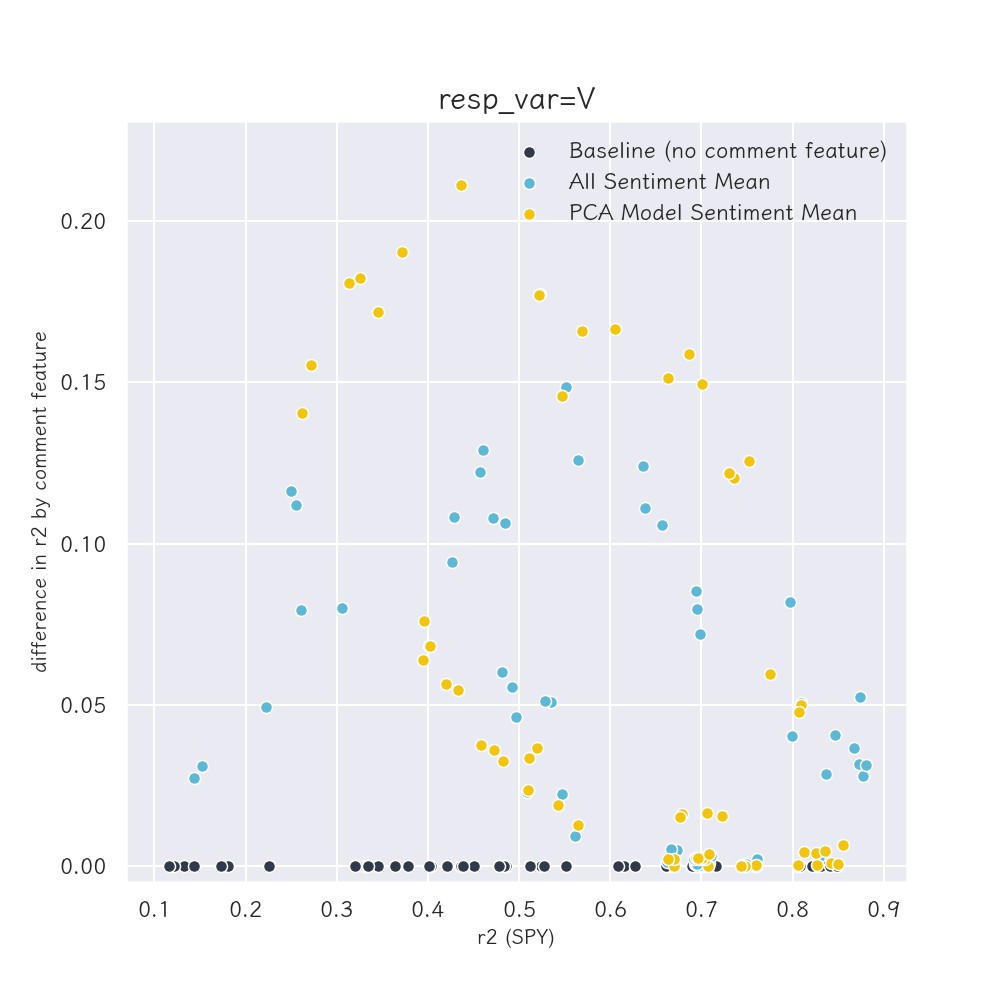 resp_var=V
Baseline (no comment feature)
All Sentiment Mean
PCA Model Sentiment Mean
difference in r2 by comment feature
0.20
0.15
0.10
0.05
0.00
0.1 0.2 0.3 0.4 0.5 0.6 0.7 0.8 0.9
r2 (SPY)